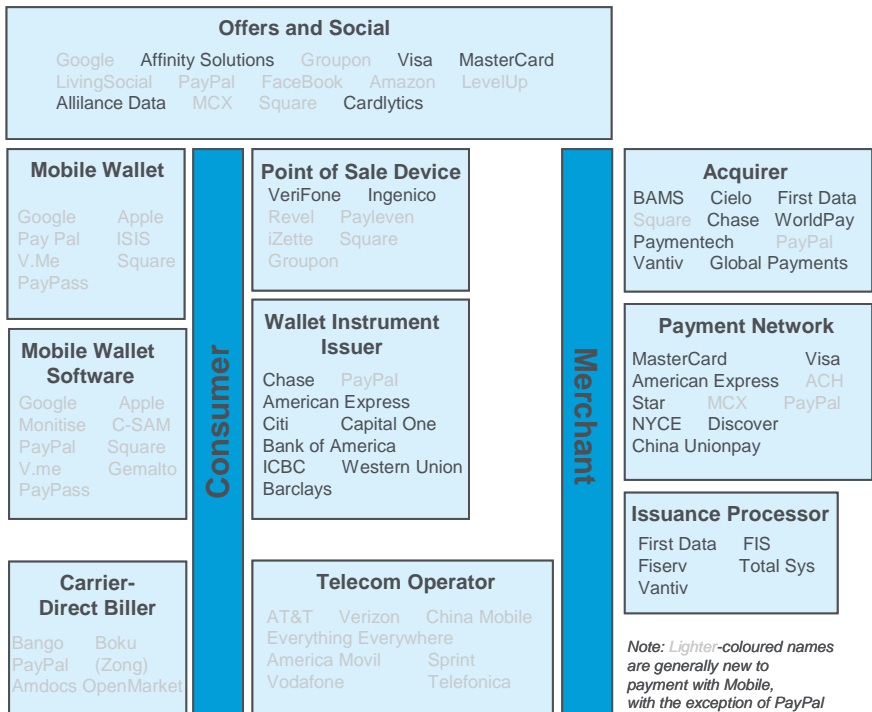 Offers and Social
Google Affinity Solutions Groupon Visa MasterCard
LivingSocial PayPal FaceBook Amazon LevelUp
Allilance Data MCX Square Cardlytics
Mobile Wallet
Google Apple
Pay Pal ISIS
V.Me Square
PayPass
Mobile Wallet
Software
Google Apple
Monitise C-SAM
PayPal Square
V.me Gemalto
PayPass
Carrier-
Direct Biller
Bango Boku
PayPal (Zong)
Amdocs OpenMarket
Consumer
Point of Sale Device
VeriFone Ingenico
Revel Payleven
iZette Square
Groupon
Wallet Instrument
Issuer
Chase PayPal
American Express
Citi Capital One
Bank of America
ICBC Western Union
Barclays
Telecom Operator
AT&T Verizon China Mobile
Everything Everywhere
America Movil Sprint
Vodafone Telefonica
Merchant
Acquirer
BAMS Cielo First Data
Square Chase WorldPay
Paymentech PayPal
Vantiv Global Payments
Payment Network
MasterCard Visa
American Express ACH
Star MCX PayPal
NYCE Discover
China Unionpay
Issuance Processor
First Data FIS
Fiserv Total Sys
Vantiv
Note: Lighter-coloured names
are generally new to
payment with Mobile,
with the exception of PayPal